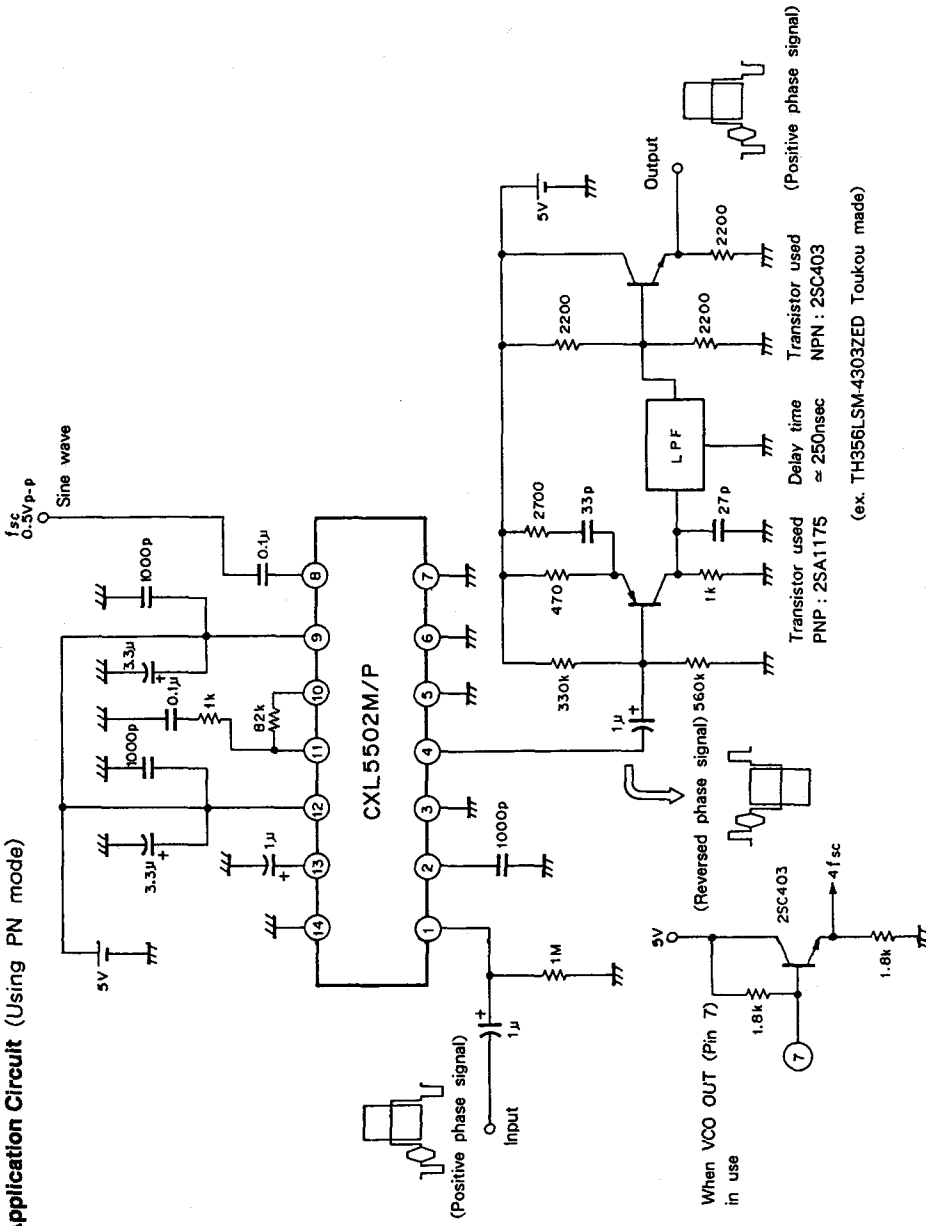 Application Circuit (Using PN mode)
fsc
0.5Vp-p
Sine wave
5V
3.3μ
+
1000p
0.1μ
1k
82k
3.3μ
+
1000p
0.1μ
1μ
+
14
13
12
11
10
9
8
CXL5502M/P
1
2
3
4
5
6
7
1000p
(Positive phase signal)
Input
+
1μ
1M
(Reversed phase signal)
1μ
+
330k
560k
470
2700
33p
1k
27p
LPF
2200
2200
2200
5V
Output
(Positive phase signal)
Transistor used
PNP : 2SA1175
Delay time
≃ 250nsec
Transistor used
NPN : 2SC403
(ex. TH356LSM-4303ZED Toukou made)
When VCO OUT (Pin 7)
in use
5V
1.8k
7
2SC403
4fsc
1.8k